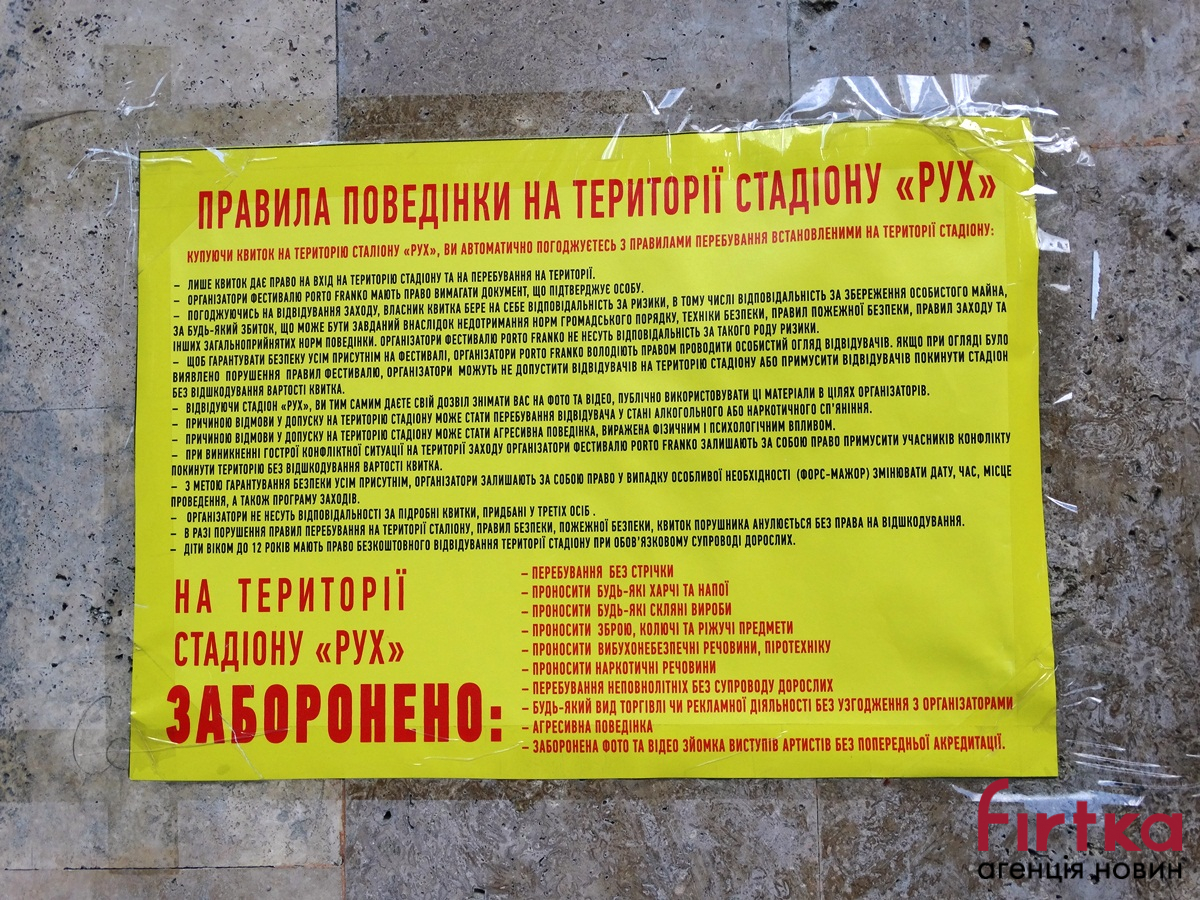 ПРАВИЛА ПОВЕДІНКИ НА ТЕРИТОРІЇ СТАДІОНУ «РУХ»
КУПУЮЧИ КВИТОК НА ТЕРИТОРІЮ СТАЛІОНУ «РУХ», ВИ АВТОМАТИЧНО ПОГОДЖУЄТЕСЬ З ПРАВИЛАМИ ПЕРЕБУВАННЯ ВСТАНОВЛЕНИМИ НА ТЕРИТОРІЇ СТАДІОНУ:
– ЛИШЕ КВИТОК ДАЄ ПРАВО НА ВХІД НА ТЕРИТОРІЮ СТАДІОНУ ТА НА ПЕРЕБУВАННЯ НА ТЕРИТОРІЇ.
– ОРГАНІЗАТОРИ ФЕСТИВАЛЮ PORTO FRANKO МАЮТЬ ПРАВО ВИМАГАТИ ДОКУМЕНТ, ЩО ПІДТВЕРДЖУЄ ОСОБУ.
– ПОГОДЖУЮЧИСЬ НА ВІДВІДУВАННЯ ЗАХОДУ, ВЛАСНИК КВИТКА БЕРЕ НА СЕБЕ ВІДПОВІДАЛЬНІСТЬ ЗА РИЗИКИ, В ТОМУ ЧИСЛІ ВІДПОВІДАЛЬНІСТЬ ЗА ЗБЕРЕЖЕННЯ ОСОБИСТОГО МАЙНА,
ЗА БУДЬ-ЯКИЙ ЗБИТОК, ЩО МОЖЕ БУТИ ЗАВДАНИЙ ВНАСЛІДОК НЕДОТРИМАННЯ НОРМ ГРОМАДСЬКОГО ПОРЯДКУ, ТЕХНІКИ БЕЗПЕКИ, ПРАВИЛ ПОЖЕЖНОЇ БЕЗПЕКИ, ПРАВИЛ ЗАХОДУ ТА
ІНШИХ ЗАГАЛЬНОПРИЙНЯТИХ НОРМ ПОВЕДІНКИ. ОРГАНІЗАТОРИ ФЕСТИВАЛЮ PORTO FRANKO НЕ НЕСУТЬ ВІДПОВІДАЛЬНІСТЬ ЗА ТАКОГО РОДУ РИЗИКИ.
– ЩОБ ГАРАНТУВАТИ БЕЗПЕКУ УСІМ ПРИСУТНІМ НА ФЕСТИВАЛІ, ОРГАНІЗАТОРИ PORTO FRANKO ВОЛОДІЮТЬ ПРАВОМ ПРОВОДИТИ ОСОБИСТИЙ ОГЛЯД ВІДВІДУВАЧІВ. ЯКЩО ПРИ ОГЛЯДІ БУЛО
ВИЯВЛЕНО ПОРУШЕННЯ ПРАВИЛ ФЕСТИВАЛЮ, ОРГАНІЗАТОРИ МОЖУТЬ НЕ ДОПУСТИТИ ВІДВІДУВАЧІВ НА ТЕРИТОРІЮ СТАДІОНУ АБО ПРИМУСИТИ ВІДВІДУВАЧІВ ПОКИНУТИ СТАДІОН
БЕЗ ВІДШКОДУВАННЯ ВАРТОСТІ КВИТКА.
– ВІДВІДУЮЧИ СТАДІОН «РУХ», ВИ ТИМ САМИМ ДАЄТЕ СВІЙ ДОЗВІЛ ЗНІМАТИ ВАС НА ФОТО ТА ВІДЕО, ПУБЛІЧНО ВИКОРИСТОВУВАТИ ЦІ МАТЕРІАЛИ В ЦІЛЯХ ОРГАНІЗАТОРІВ.
– ПРИЧИНОЮ ВІДМОВИ У ДОПУСКУ НА ТЕРИТОРІЮ СТАДІОНУ МОЖЕ СТАТИ ПЕРЕБУВАННЯ ВІДВІДУВАЧА У СТАНІ АЛКОГОЛЬНОГО АБО НАРКОТИЧНОГО СП'ЯНІННЯ.
– ПРИЧИНОЮ ВІДМОВИ У ДОПУСКУ НА ТЕРИТОРІЮ СТАДІОНУ МОЖЕ СТАТИ АГРЕСИВНА ПОВЕДІНКА, ВИРАЖЕНА ФІЗИЧНИМ І ПСИХОЛОГІЧНИМ ВПЛИВОМ.
– ПРИ ВИНИКНЕННІ ГОСТРОЇ КОНФЛІКТНОЇ СИТУАЦІЇ НА ТЕРИТОРІЇ ЗАХОДУ ОРГАНІЗАТОРИ ФЕСТИВАЛЮ PORTO FRANKO ЗАЛИШАЮТЬ ЗА СОБОЮ ПРАВО ПРИМУСИТИ УЧАСНИКІВ КОНФЛІКТУ
ПОКИНУТИ ТЕРИТОРІЮ БЕЗ ВІДШКОДУВАННЯ ВАРТОСТІ КВИТКА.
– З МЕТОЮ ГАРАНТУВАННЯ БЕЗПЕКИ УСІМ ПРИСУТНІМ, ОРГАНІЗАТОРИ ЗАЛИШАЮТЬ ЗА СОБОЮ ПРАВО У ВИПАДКУ ОСОБЛИВОЇ НЕОБХІДНОСТІ (ФОРС-МАЖОР) ЗМІНЮВАТИ ДАТУ, ЧАС, МІСЦЕ
ПРОВЕДЕННЯ, А ТАКОЖ ПРОГРАМУ ЗАХОДІВ.
– ОРГАНІЗАТОРИ НЕ НЕСУТЬ ВІДПОВІДАЛЬНОСТІ ЗА ПІДРОБНІ КВИТКИ, ПРИДБАНІ У ТРЕТІХ ОСІБ .
– В РАЗІ ПОРУШЕННЯ ПРАВИЛ ПЕРЕБУВАННЯ НА ТЕРИТОРІЇ СТАЛІОНУ, ПРАВИЛ БЕЗПЕКИ, ПОЖЕЖНОЇ БЕЗПЕКИ, КВИТОК ПОРУШНИКА АНУЛЮЄТЬСЯ БЕЗ ПРАВА НА ВІДШКОДУВАННЯ.
– ДІТИ ВІКОМ ДО 12 РОКІВ МАЮТЬ ПРАВО БЕЗКОШТОВНОГО ВІДВІДУВАННЯ ТЕРИТОРІЇ СТАДІОНУ ПРИ ОБОВ'ЯЗКОВОМУ СУПРОВОДІ ДОРОСЛИХ.
НА ТЕРИТОРІЇ
СТАДІОНУ «РУХ»
ЗАБОРОНЕНО:
– ПЕРЕБУВАННЯ БЕЗ СТРІЧКИ
– ПРОНОСИТИ БУДЬ-ЯКІ ХАРЧІ ТА НАПОЇ
– ПРОНОСИТИ БУДЬ-ЯКІ СКЛЯНІ ВИРОБИ
– ПРОНОСИТИ ЗБРОЮ, КОЛЮЧІ ТА РІЖУЧІ ПРЕДМЕТИ
– ПРОНОСИТИ ВИБУХОНЕБЕЗПЕЧНІ РЕЧОВИНИ, ПІРОТЕХНІКУ
– ПРОНОСИТИ НАРКОТИЧНІ РЕЧОВИНИ
– ПЕРЕБУВАННЯ НЕПОВНОЛІТНІХ БЕЗ СУПРОВОДУ ДОРОСЛИХ
– БУДЬ-ЯКИЙ ВИД ТОРГІВЛІ ЧИ РЕКЛАМНОЇ ДІЯЛЬНОСТІ БЕЗ УЗГОДЖЕННЯ З ОРГАНІЗАТОРАМИ
– АГРЕСИВНА ПОВЕДІНКА
– ЗАБОРОНЕНА ФОТО ТА ВІДЕО ЗЙОМКА ВИСТУПІВ АРТИСТІВ БЕЗ ПОПЕРЕДНЬОЇ АКРЕДИТАЦІЇ.
firtka
агенція новин